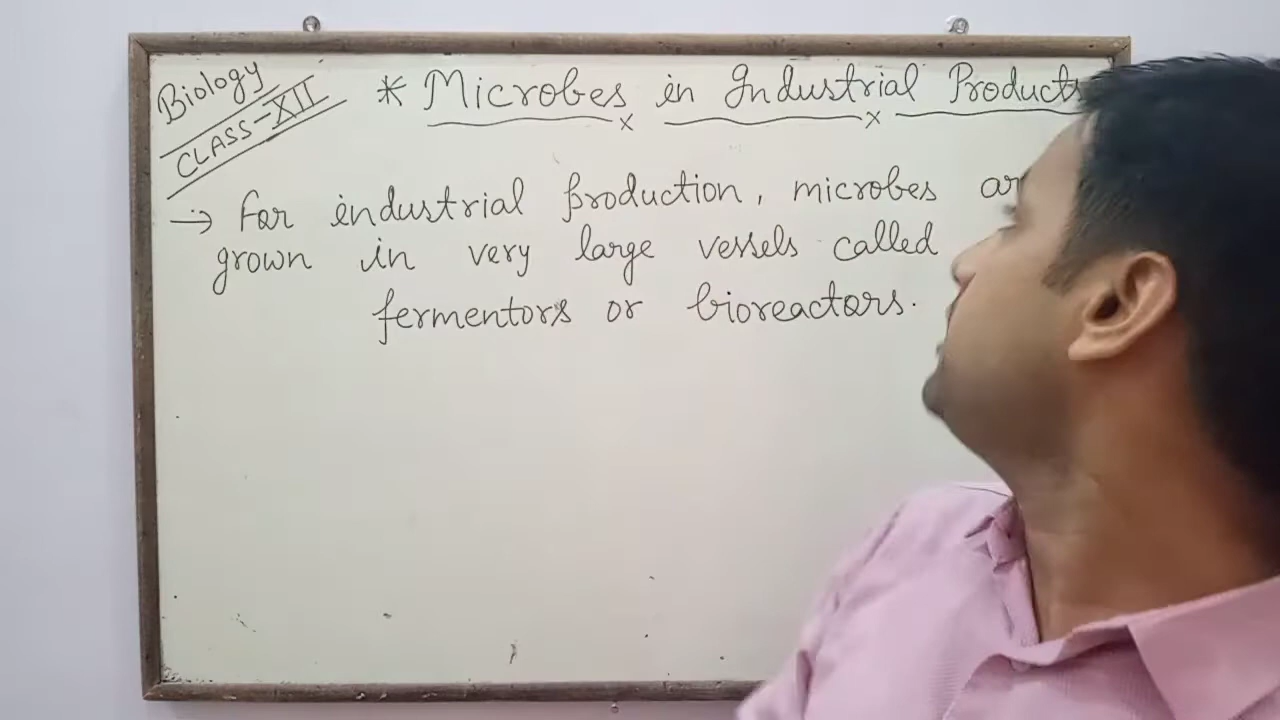 Biology
CLASS-XII
* Microbes in Industrial Products
→ For industrial production, microbes
grown in very large vessels called
fermentors or bioreactors.